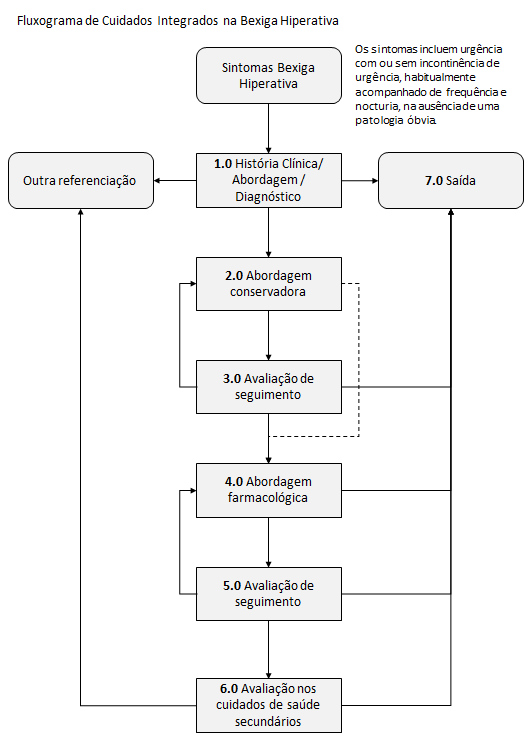 Fluxograma de Cuidados Integrados na Bexiga Hiperativa
Sintomas Bexiga
Hiperativa
Os sintomas incluem urgência
com ou sem incontinência de
urgência, habitualmente
acompanhado de frequência e
nocturia, na ausência de uma
patologia óbvia.
Outra referenciação
1.0 História Clínica/
Abordagem /
Diagnóstico
7.0 Saída
2.0 Abordagem
conservadora
3.0 Avaliação de
seguimento
4.0 Abordagem
farmacológica
5.0 Avaliação de
seguimento
6.0 Avaliação nos
cuidados de saúde
secundários